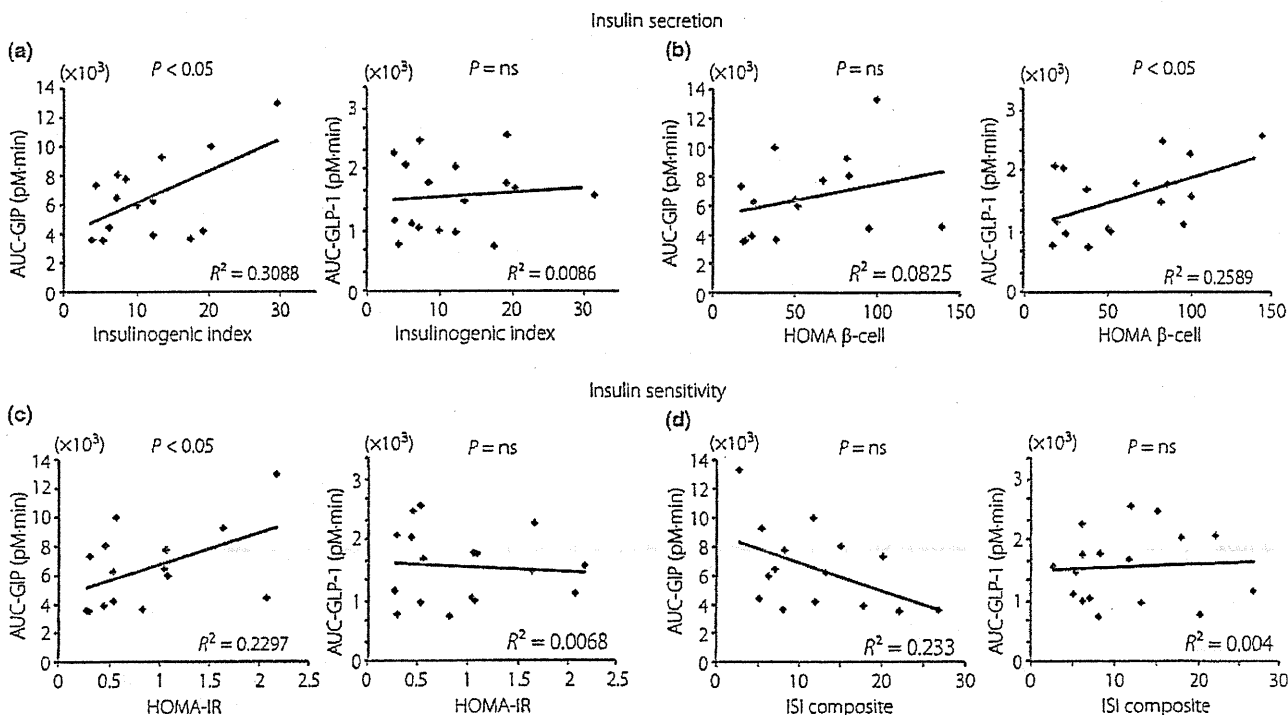 Insulin secretion
(a)
(×10³) P < 0.05
AUC-GIP (pM·min)
14
12
10
8
6
4
2
0
0 10 20 30
Insulinogenic index
R² = 0.3088
(×10³) P = ns
AUC-GLP-1 (pM·min)
3
2
1
0
0 10 20 30
Insulinogenic index
R² = 0.0086
(b)
(×10³) P = ns
AUC-GIP (pM·min)
14
12
10
8
6
4
2
0
0 50 100 150
HOMA β-cell
R² = 0.0825
(×10³) P < 0.05
AUC-GLP-1 (pM·min)
3
2
1
0
0 50 100 150
HOMA β-cell
R² = 0.2589
Insulin sensitivity
(c)
(×10³) P < 0.05
AUC-GIP (pM·min)
14
12
10
8
6
4
2
0
0 0.5 1 1.5 2 2.5
HOMA-IR
R² = 0.2297
(×10³) P = ns
AUC-GLP-1 (pM·min)
3
2
1
0
0 0.5 1 1.5 2 2.5
HOMA-IR
R² = 0.0068
(d)
(×10³) P = ns
AUC-GIP (pM·min)
14
12
10
8
6
4
2
0
0 10 20 30
ISI composite
R² = 0.233
(×10³) P = ns
AUC-GLP-1 (pM·min)
3
2
1
0
0 10 20 30
ISI composite
R² = 0.004